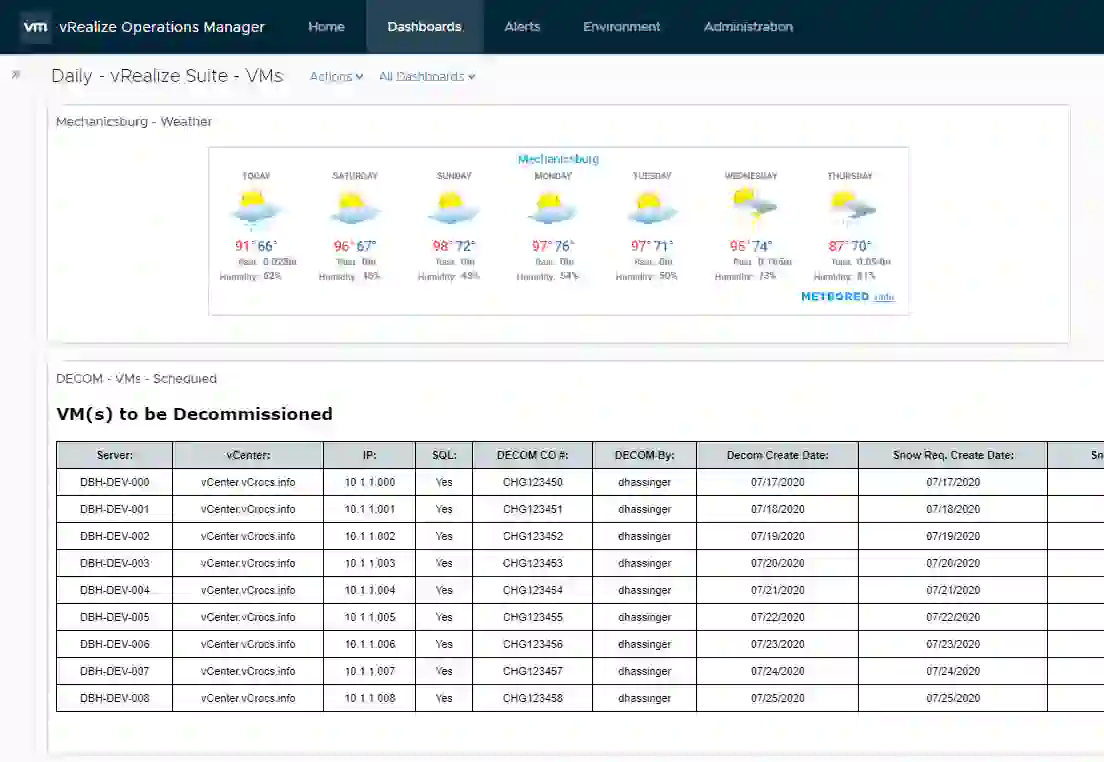 vm vRealize Operations Manager Home Dashboards Alerts Environment Administration
» Daily - vRealize Suite - VMs Actions All Dashboards
Mechanicsburg - Weather
Mechanicsburg
TODAY SATURDAY SUNDAY MONDAY TUESDAY WEDNESDAY THURSDAY
91° 66° 96° 67° 98° 72° 97° 76° 97° 71° 95° 74° 87° 70°
Rain: Rain: 0in Rain: 0in Rain: 0in Rain: 0in Rain: Rain:
Humidity: 62% Humidity: Humidity: Humidity: 54% Humidity: 50% Humidity: 73% Humidity: 81%
METEORED
DECOM - VMs - Scheduled
VM(s) to be Decommissioned
Server: vCenter: IP: SQL: DECOM CO #: DECOM-By: Decom Create Date: Snow Req. Create Date: Sn
DBH-DEV-000 vCenter.vCrocs.info 10.1.1.000 Yes CHG123450 dhassinger 07/17/2020 07/17/2020
DBH-DEV-001 vCenter.vCrocs.info 10.1.1.001 Yes CHG123451 dhassinger 07/18/2020 07/18/2020
DBH-DEV-002 vCenter.vCrocs.info 10.1.1.002 Yes CHG123452 dhassinger 07/19/2020 07/19/2020
DBH-DEV-003 vCenter.vCrocs.info 10.1.1.003 Yes CHG123453 dhassinger 07/20/2020 07/20/2020
DBH-DEV-004 vCenter.vCrocs.info 10.1.1.004 Yes CHG123454 dhassinger 07/21/2020 07/21/2020
DBH-DEV-005 vCenter.vCrocs.info 10.1.1.005 Yes CHG123455 dhassinger 07/22/2020 07/22/2020
DBH-DEV-006 vCenter.vCrocs.info 10.1.1.006 Yes CHG123456 dhassinger 07/23/2020 07/23/2020
DBH-DEV-007 vCenter.vCrocs.info 10.1.1.007 Yes CHG123457 dhassinger 07/24/2020 07/24/2020
DBH-DEV-008 vCenter.vCrocs.info 10.1.1.008 Yes CHG123458 dhassinger 07/25/2020 07/25/2020